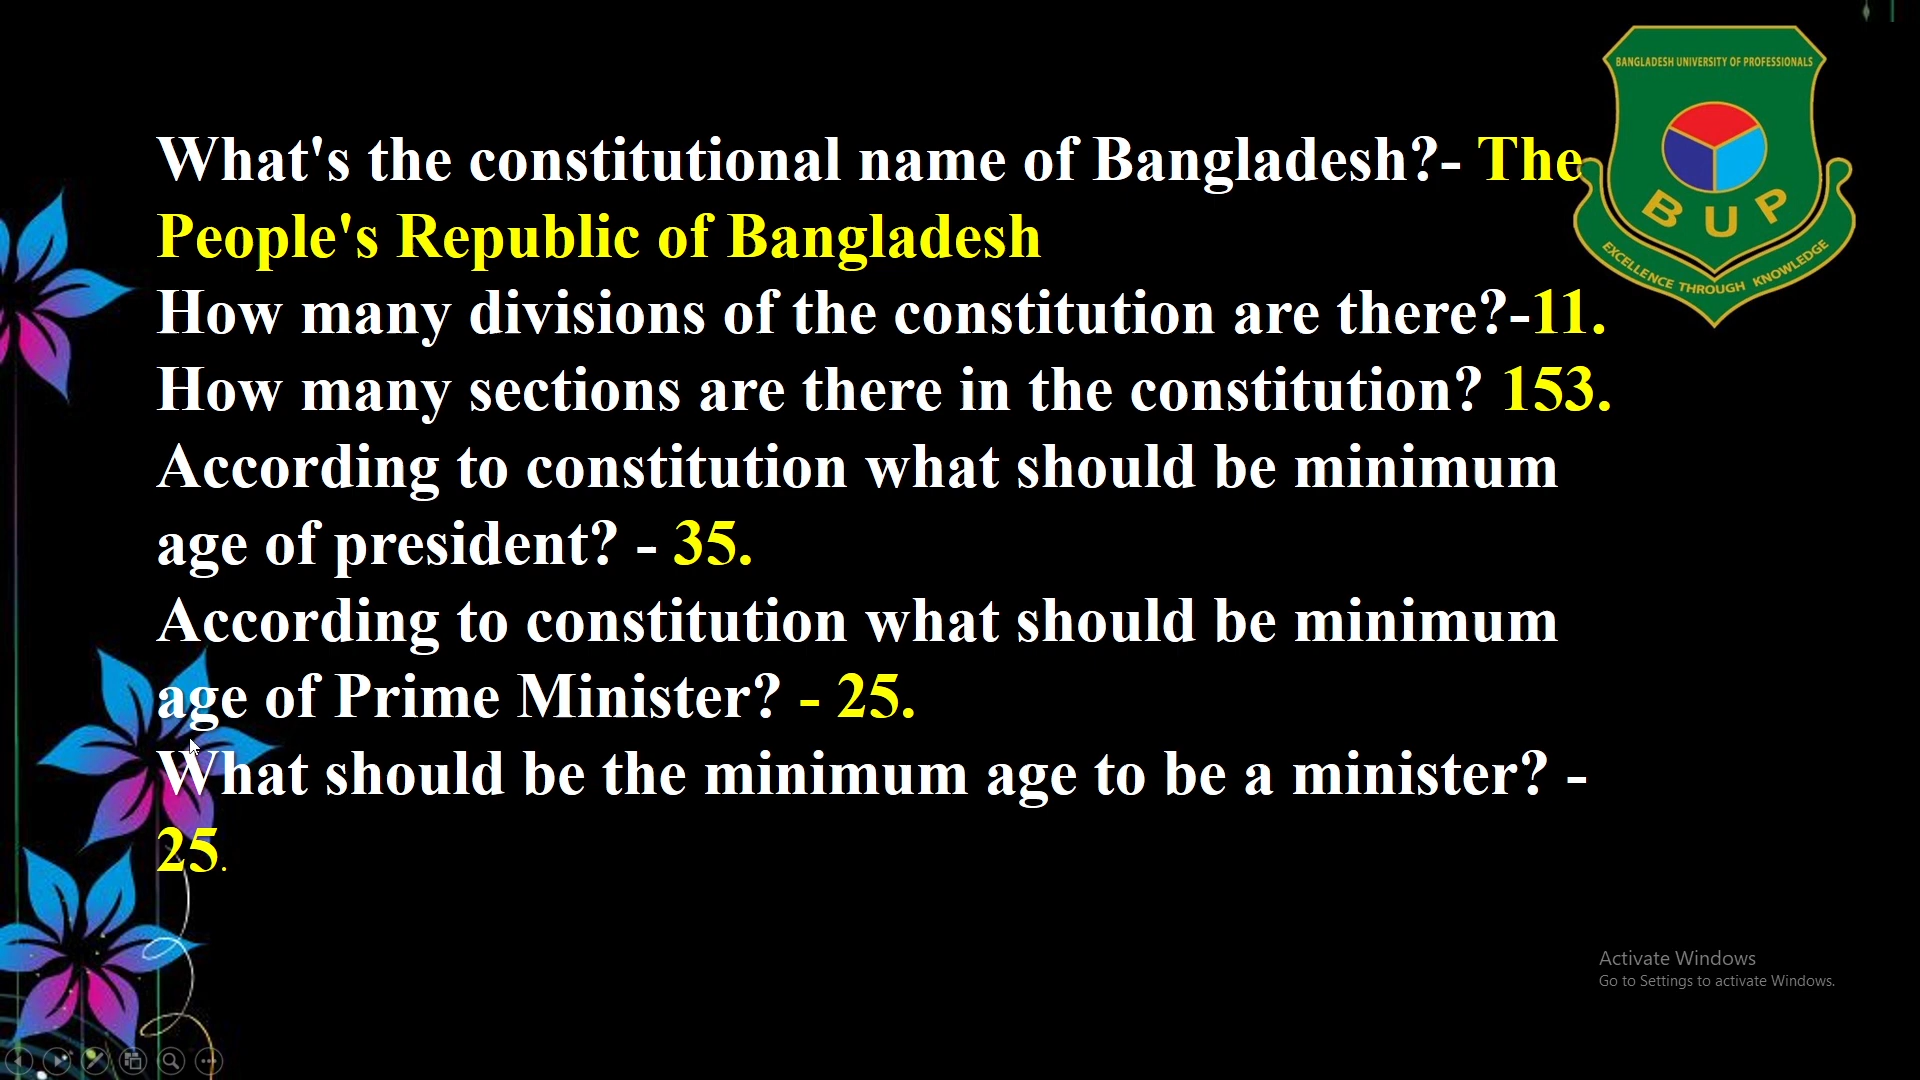 BANGLADESH UNIVERSITY OF PROFESSIONALS
What's the constitutional name of Bangladesh?- The
People's Republic of Bangladesh
B U P
EXCELLENCE THROUGH KNOWLEDGE
How many divisions of the constitution are there?-11.
How many sections are there in the constitution? 153.
According to constitution what should be minimum
age of president? - 35.
According to constitution what should be minimum
age of Prime Minister? - 25.
What should be the minimum age to be a minister? -
25.
Activate Windows
Go to Settings to activate Windows.